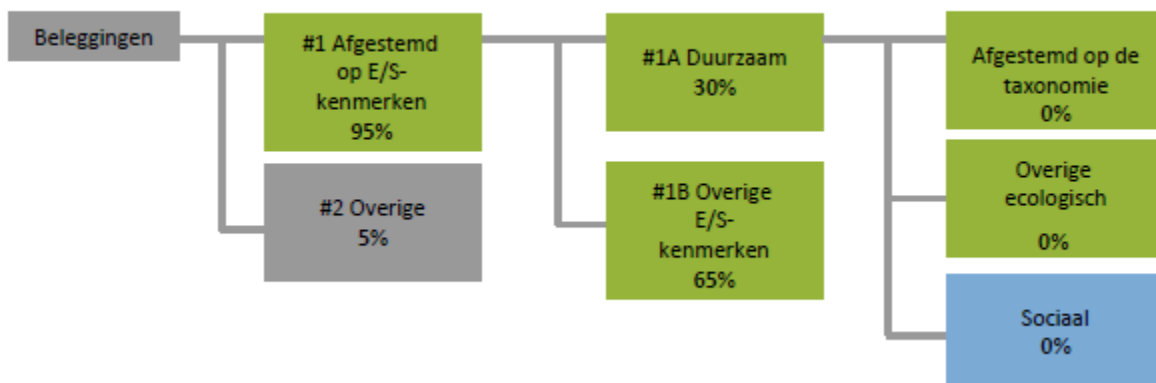 Beleggingen
#1 Afgestemd
op E/S-
kenmerken
95%
#2 Overige
5%
#1A Duurzaam
30%
#1B Overige
E/S-
kenmerken
65%
Afgestemd op de
taxonomie
0%
Overige
ecologisch
0%
Sociaal
0%